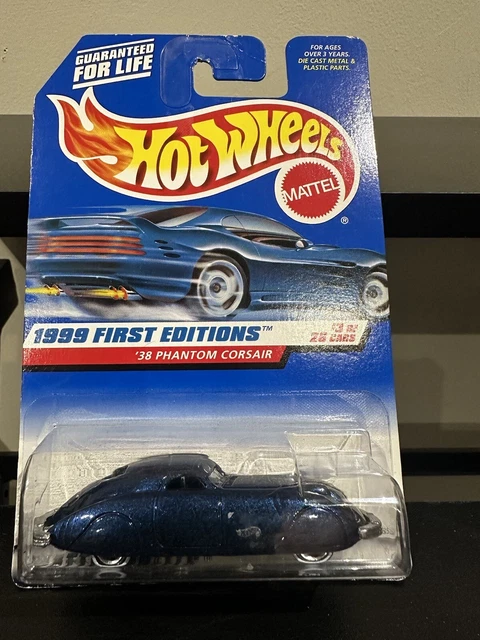 GUARANTEED
FOR LIFE
FOR AGES
OVER 3 YEARS.
DIE CAST METAL &
PLASTIC PARTS.
HOT WHEELS
MATTEL
®
1999 FIRST EDITIONS™
#3 OF
26 CARS
'38 PHANTOM CORSAIR